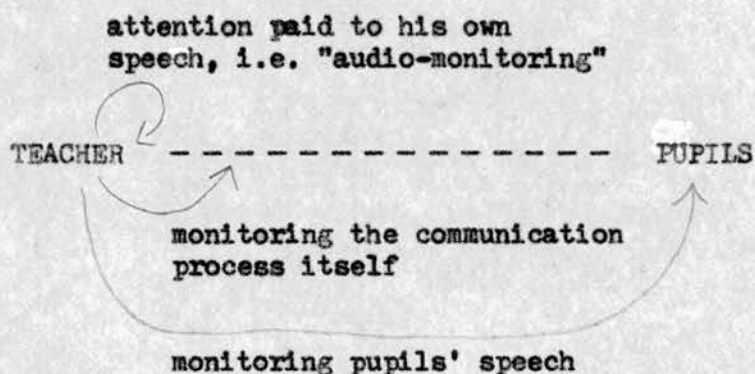 attention paid to his own
speech, i.e. "audio-monitoring"
TEACHER - - - - - - - - - - - - - - PUPILS
monitoring the communication
process itself
monitoring pupils' speech